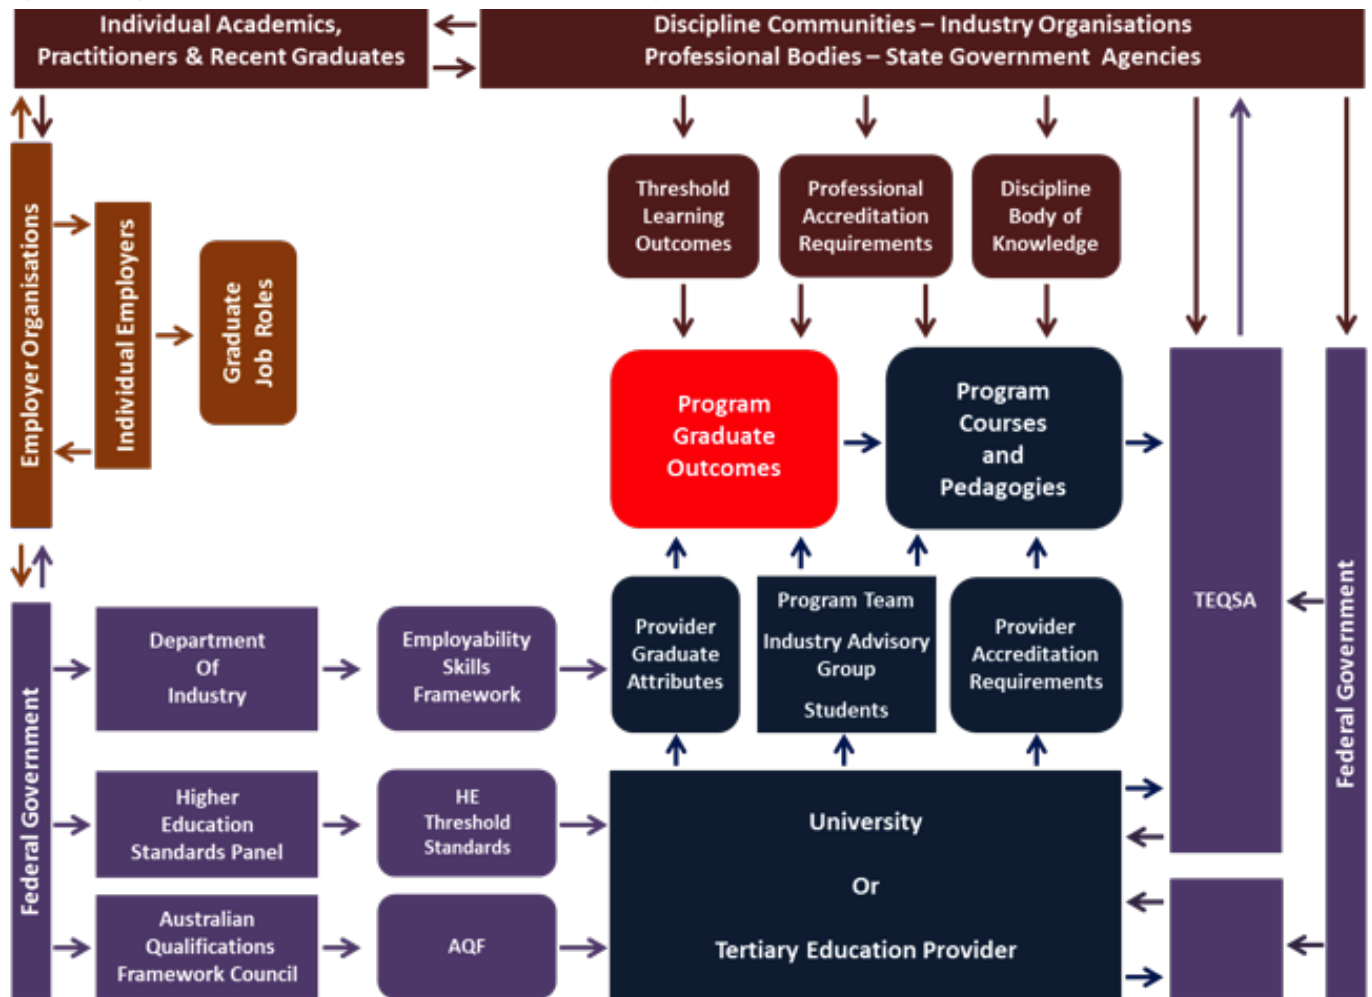 Individual Academics,
Practitioners & Recent Graduates
Discipline Communities – Industry Organisations
Professional Bodies – State Government Agencies
Employer Organisations
Individual Employers
Graduate
Job Roles
Threshold
Learning
Outcomes
Professional
Accreditation
Requirements
Discipline
Body of
Knowledge
Program
Graduate
Outcomes
Program
Courses
and
Pedagogies
TEQSA
Federal Government
Federal Government
Department
Of
Industry
Employability
Skills
Framework
Provider
Graduate
Attributes
Program Team
Industry Advisory
Group
Students
Provider
Accreditation
Requirements
Higher
Education
Standards Panel
HE
Threshold
Standards
University
Or
Tertiary Education Provider
Australian
Qualifications
Framework Council
AQF